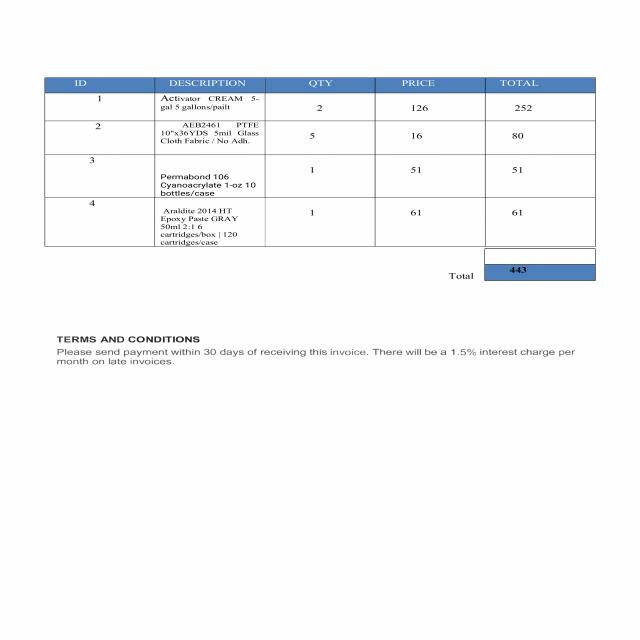 ID DESCRIPTION QTY PRICE TOTAL
1 Activator CREAM 5-
gal 5 gallons/pailt 2 126 252
2 AEB2461 PTFE
10"x36YDS 5mil Glass 5 16 80
Cloth Fabric / No Adh.
3
1 51 51
Permabond 106
Cyanoacrylate 1-oz 10
bottles/case
4
Araldite 2014 HT 1 61 61
Epoxy Paste GRAY
50ml 2:1 6
cartridges/box | 120
cartridges/case
Total 443
TERMS AND CONDITIONS
Please send payment within 30 days of receiving this invoice. There will be a 1.5% interest charge per
month on late invoices.